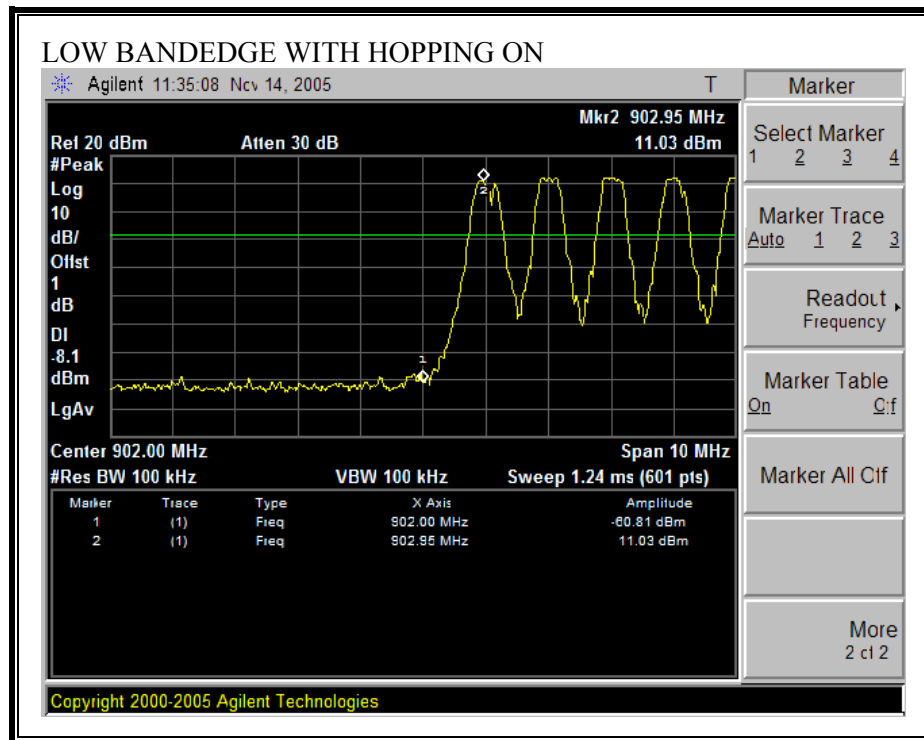 LOW BANDEDGE WITH HOPPING ON
Agilent 11:35:08 Nov 14, 2005 T
Mkr2 902.95 MHz
Ref 20 dBm Atten 30 dB 11.03 dBm
#Peak
Log
10
dB/
Offst
1
dB
DI
-8.1
dBm
LgAv
2
1
Center 902.00 MHz Span 10 MHz
#Res BW 100 kHz VBW 100 kHz Sweep 1.24 ms (601 pts)
Marker Trace Type X Axis Amplitude
1 (1) Freq 902.00 MHz -60.81 dBm
2 (1) Freq 902.95 MHz 11.03 dBm
Marker
Select Marker
1 2 3 4
Marker Trace
Auto 1 2 3
Readout
Frequency
Marker Table
On Off
Marker All Off
More
2 of 2
Copyright 2000-2005 Agilent Technologies